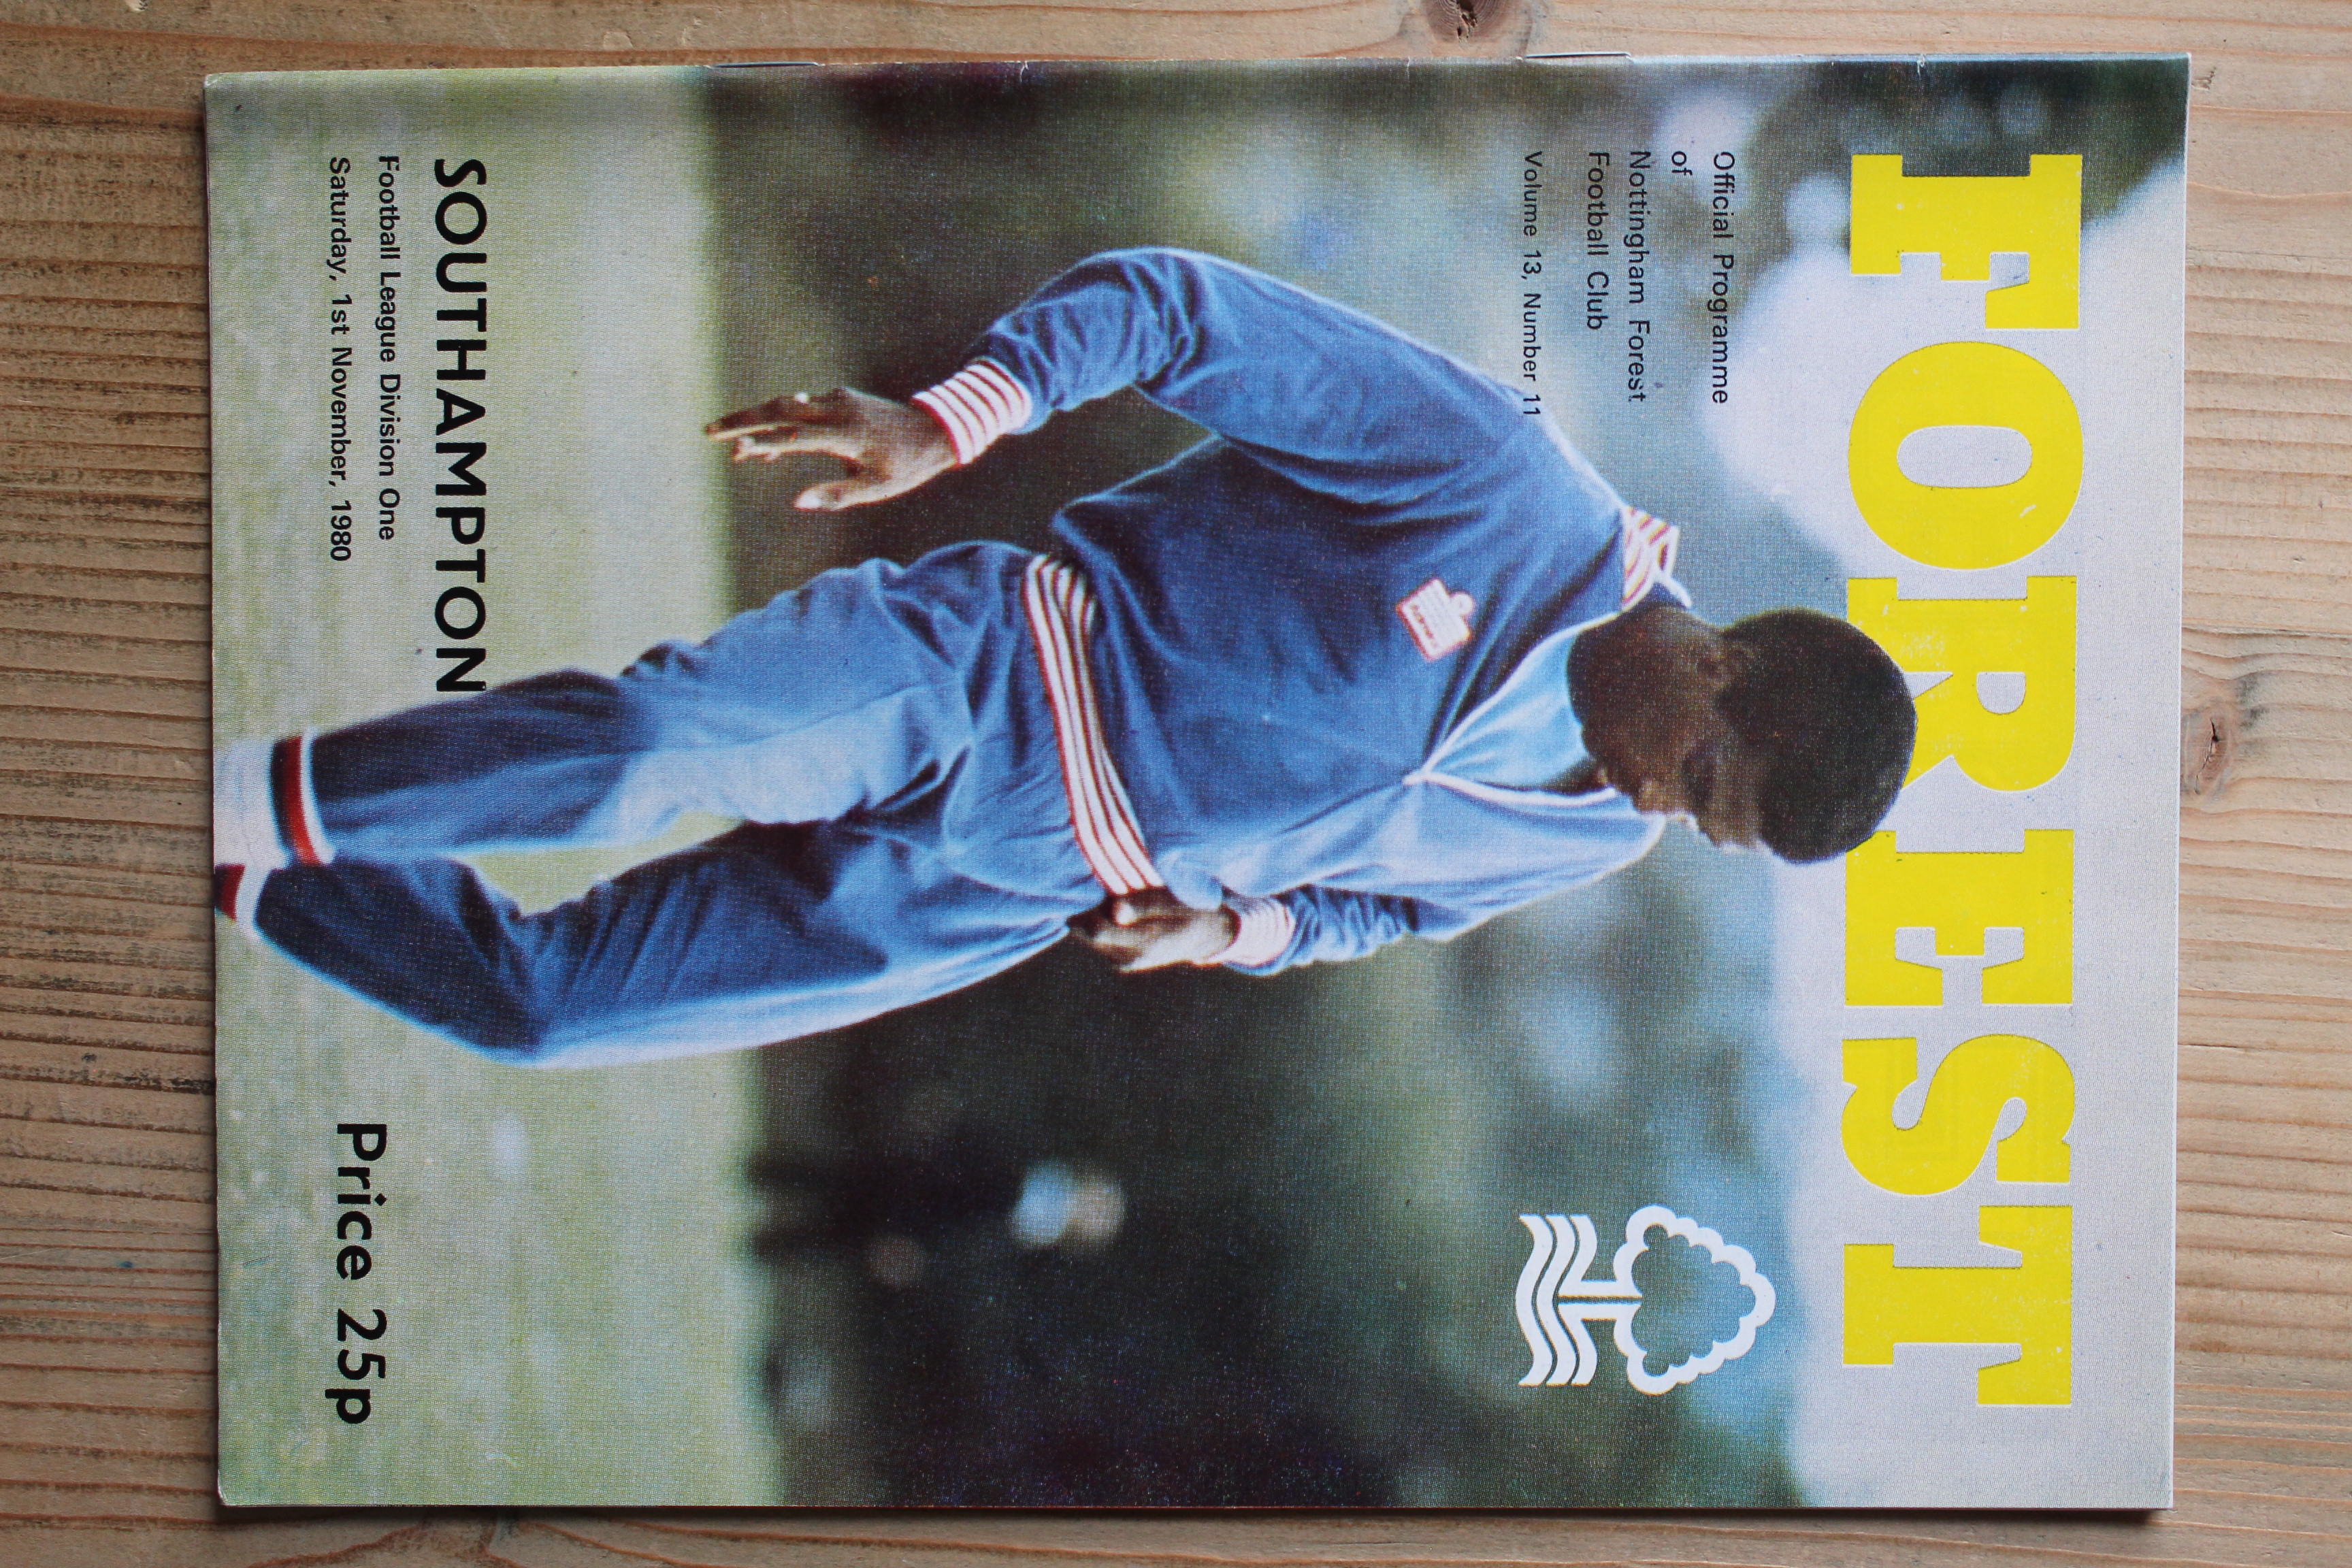 FOREST
Official Programme
of
Nottingham Forest
Football Club
Volume 13, Number 11
SOUTHAMPTON
Football League Division One
Saturday, 1st November, 1980
Price 25p